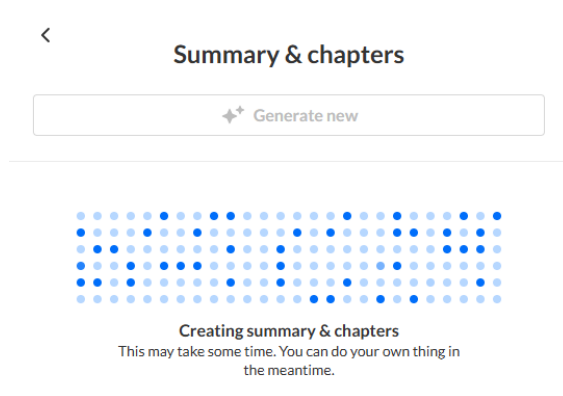 Summary & chapters
Generate new
Creating summary & chapters
This may take some time. You can do your own thing in
the meantime.